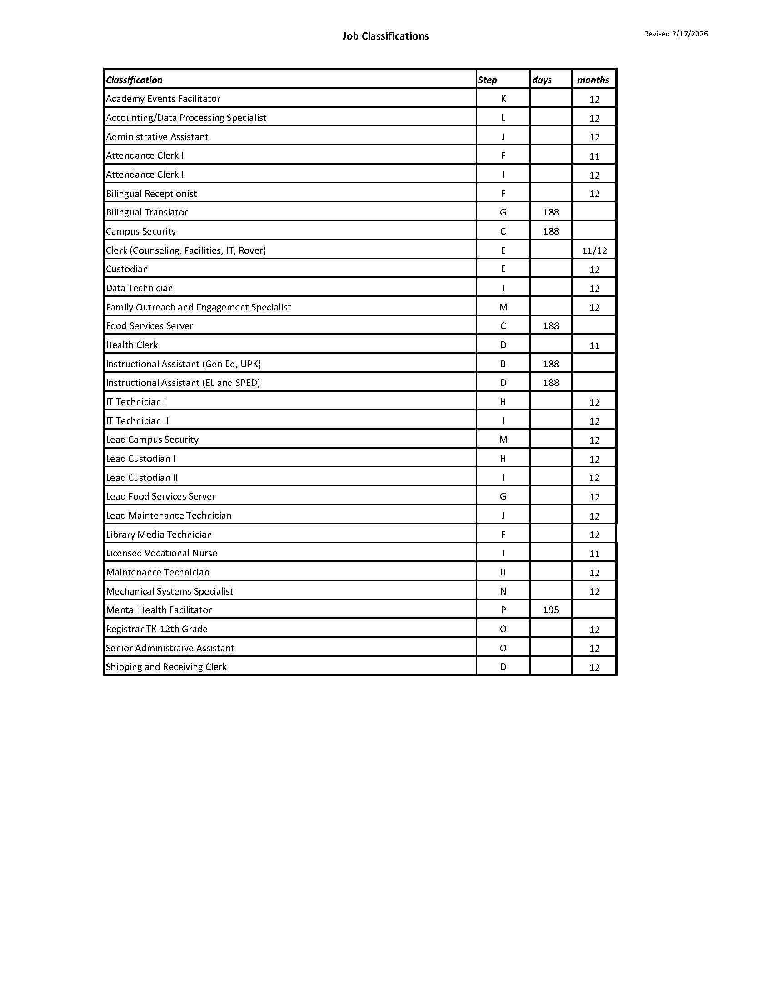 Job Classifications
Revised 2/17/2026
Classification Step days months
Academy Events Facilitator K 12
Accounting/Data Processing Specialist L 12
Administrative Assistant J 12
Attendance Clerk I F 11
Attendance Clerk II I 12
Bilingual Receptionist F 12
Bilingual Translator G 188
Campus Security C 188
Clerk (Counseling, Facilities, IT, Rover) E 11/12
Custodian E 12
Data Technician I 12
Family Outreach and Engagement Specialist M 12
Food Services Server C 188
Health Clerk D 11
Instructional Assistant (Gen Ed, UPK) B 188
Instructional Assistant (EL and SPED) D 188
IT Technician I H 12
IT Technician II I 12
Lead Campus Security M 12
Lead Custodian I H 12
Lead Custodian II I 12
Lead Food Services Server G 12
Lead Maintenance Technician J 12
Library Media Technician F 12
Licensed Vocational Nurse I 11
Maintenance Technician H 12
Mechanical Systems Specialist N 12
Mental Health Facilitator P 195
Registrar TK-12th Grade O 12
Senior Administraive Assistant O 12
Shipping and Receiving Clerk D 12